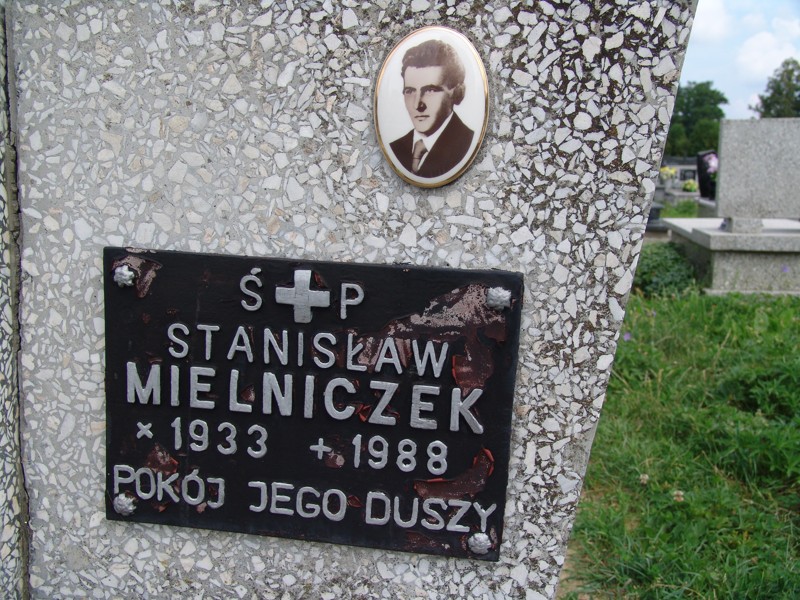 Ś + P
STANISŁAW
MIELNICZEK
× 1933 + 1988
POKÓJ JEGO DUSZY